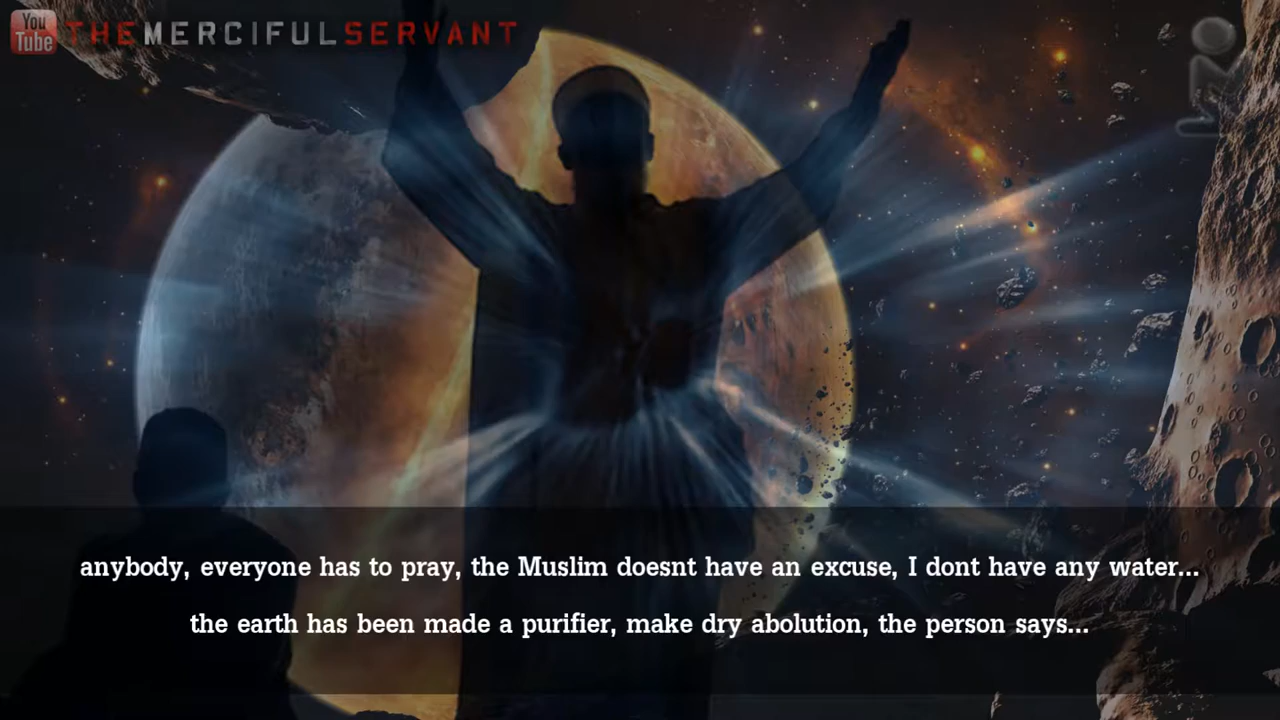 You
Tube
THEMERCIFULSERVANT
anybody, everyone has to pray, the Muslim doesnt have an excuse, I dont have any water...
the earth has been made a purifier, make dry abolution, the person says...